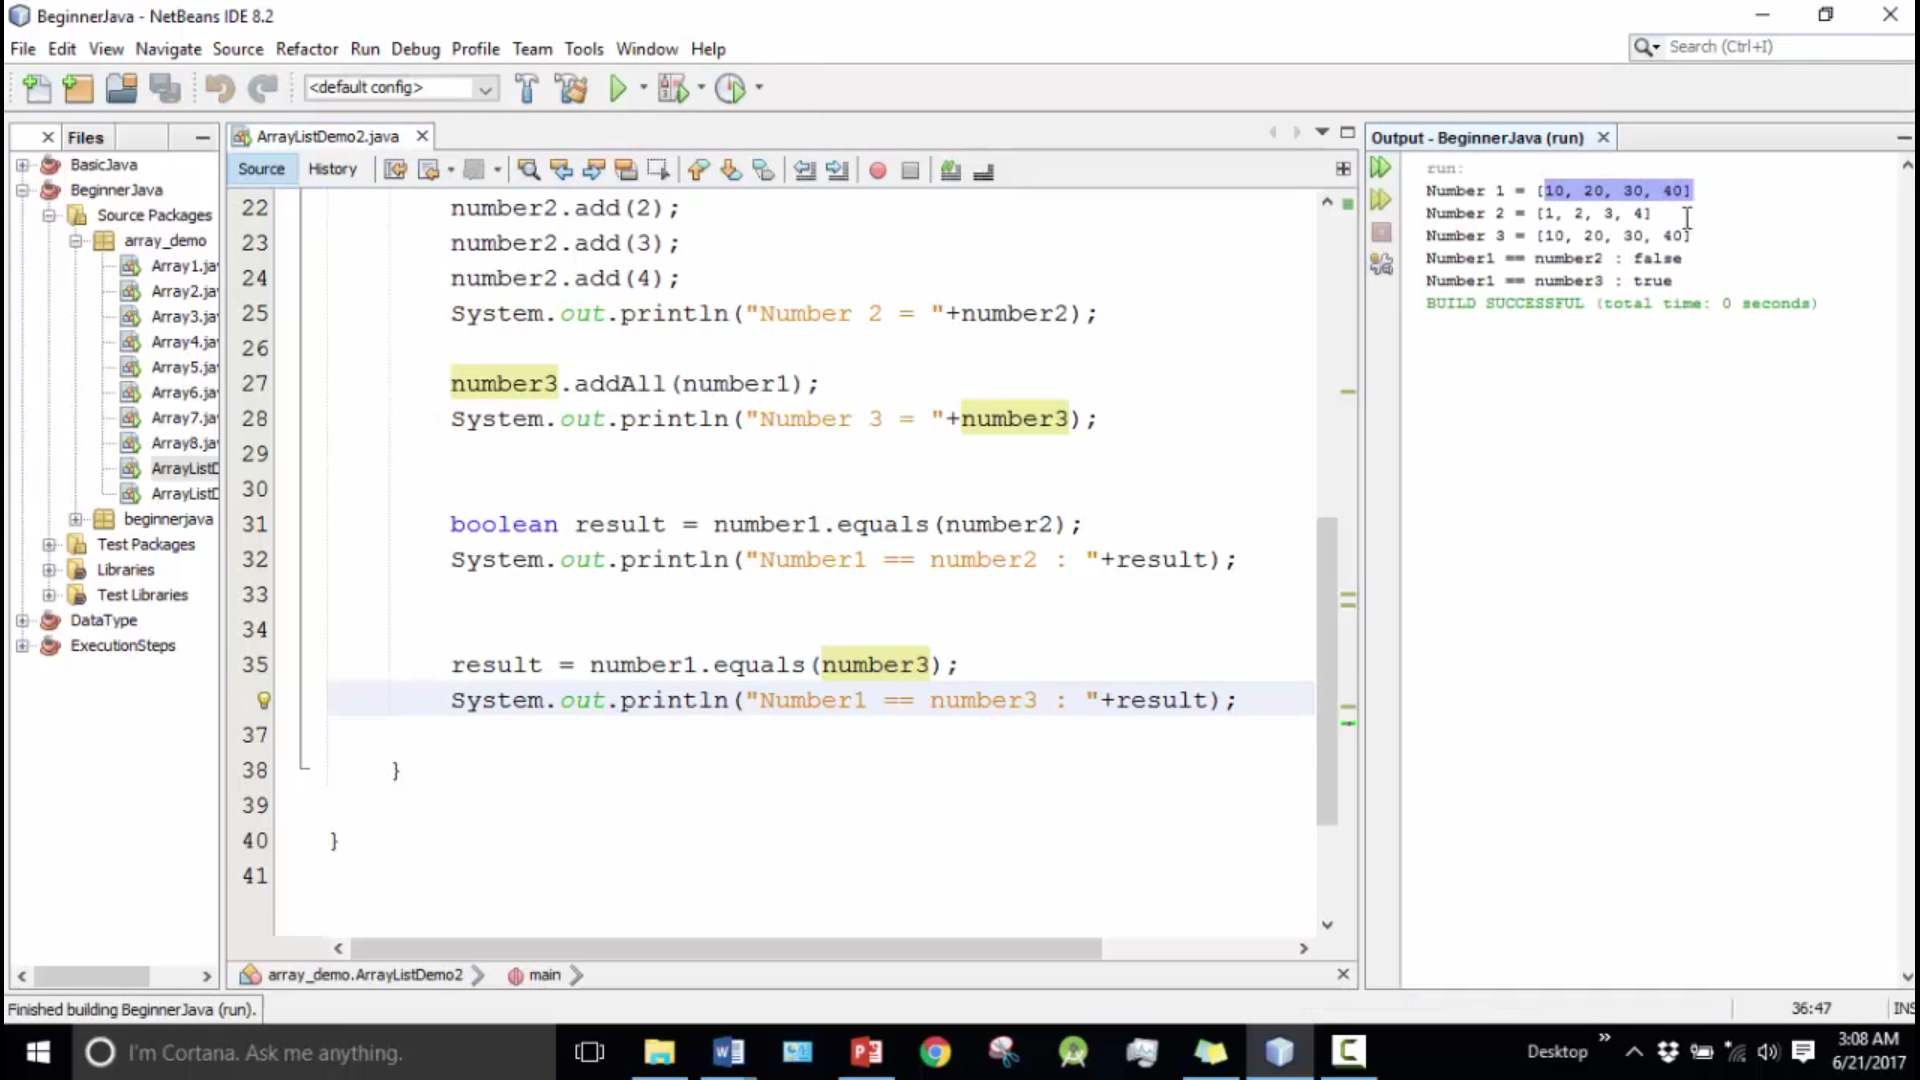 BeginnerJava - NetBeans IDE 8.2
File Edit View Navigate Source Refactor Run Debug Profile Team Tools Window Help
Search (Ctrl+I)
<default config>
Files
BasicJava
BeginnerJava
Source Packages
array_demo
Array1.ja
Array2.ja
Array3.ja
Array4.ja
Array5.ja
Array6.ja
Array7.ja
Array8.ja
ArrayListD
ArrayListD
beginnerjava
Test Packages
Libraries
Test Libraries
DataType
ExecutionSteps
ArrayListDemo2.java
Source History
22 number2.add(2);
23 number2.add(3);
24 number2.add(4);
25 System.out.println("Number 2 = "+number2);
26
27 number3.addAll(number1);
28 System.out.println("Number 3 = "+number3);
29
30
31 boolean result = number1.equals(number2);
32 System.out.println("Number1 == number2 : "+result);
33
34
35 result = number1.equals(number3);
System.out.println("Number1 == number3 : "+result);
37
38 }
39
40 }
41
array_demo.ArrayListDemo2 main
Output - BeginnerJava (run)
run:
Number 1 = [10, 20, 30, 40]
Number 2 = [1, 2, 3, 4]
Number 3 = [10, 20, 30, 40]
Number1 == number2 : false
Number1 == number3 : true
BUILD SUCCESSFUL (total time: 0 seconds)
Finished building BeginnerJava (run).
36:47 INS
I'm Cortana. Ask me anything.
Desktop
3:08 AM
6/21/2017